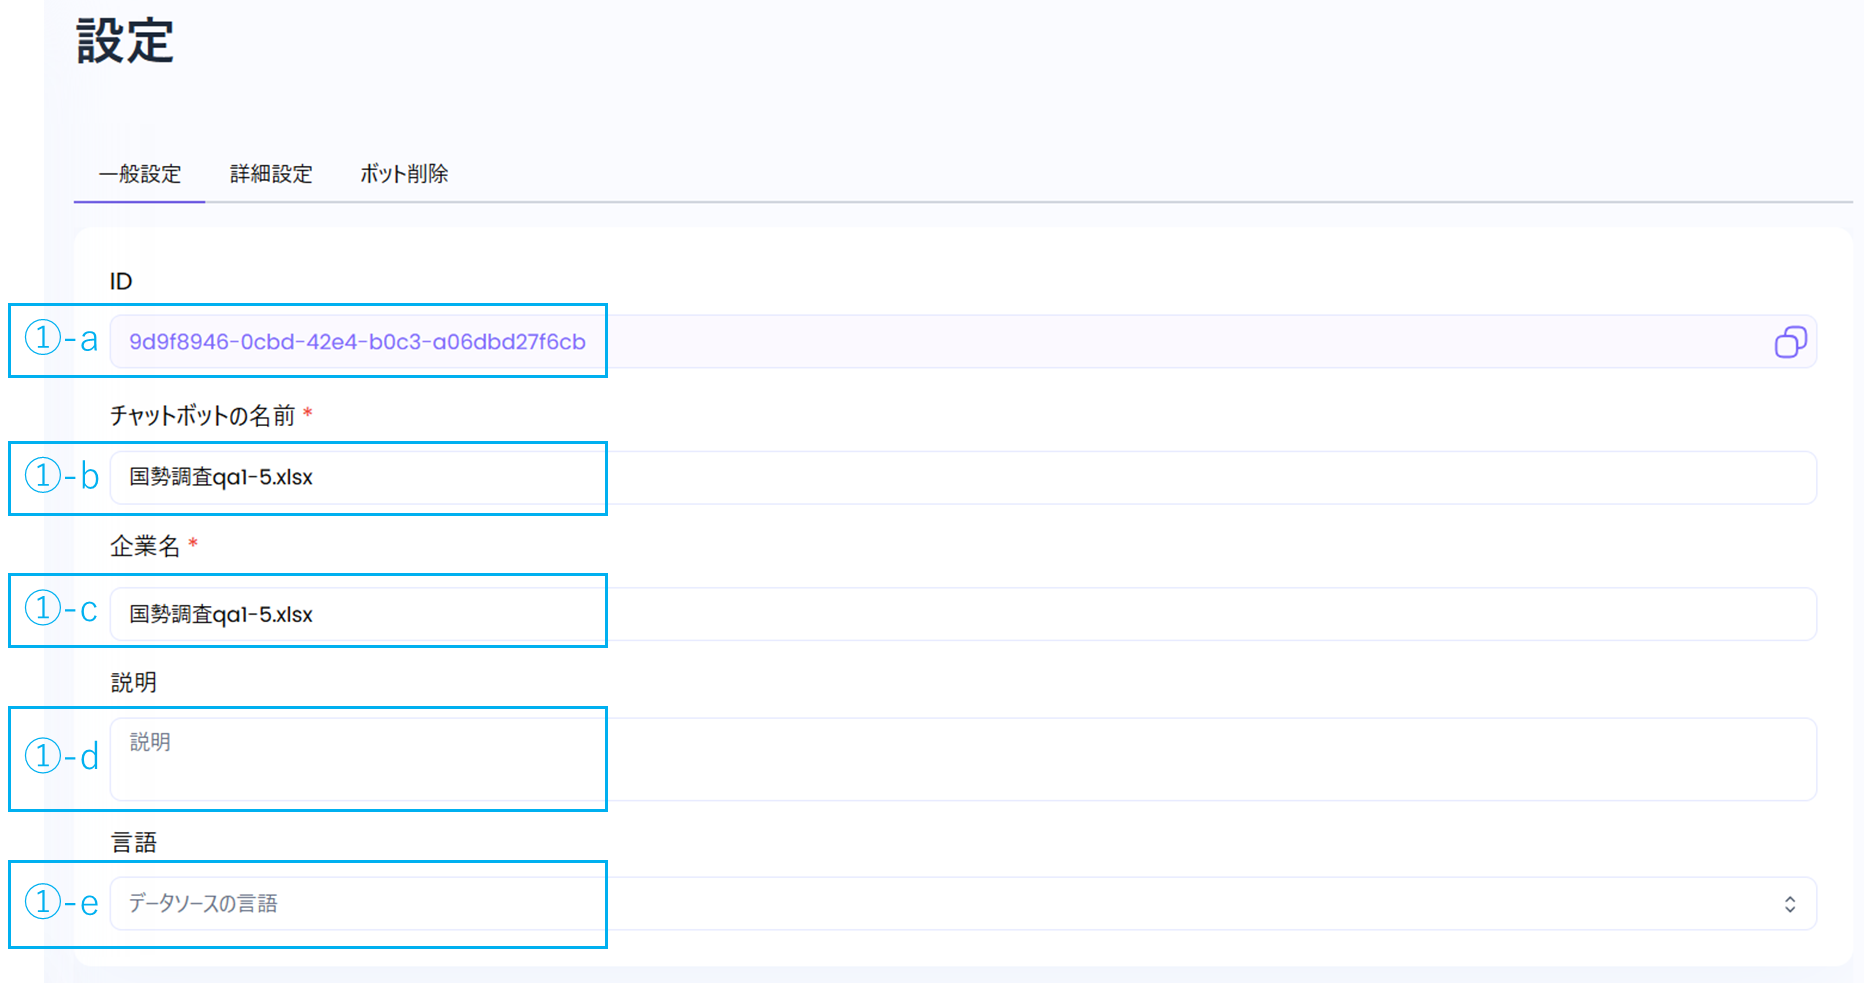 設定
一般設定 詳細設定 ボット削除
ID
①-a 9d9f8946-0cbd-42e4-b0c3-a06dbd27f6cb
チャットボットの名前 *
①-b 国勢調査qa1-5.xlsx
企業名 *
①-c 国勢調査qa1-5.xlsx
説明
①-d 説明
言語
①-e データソースの言語